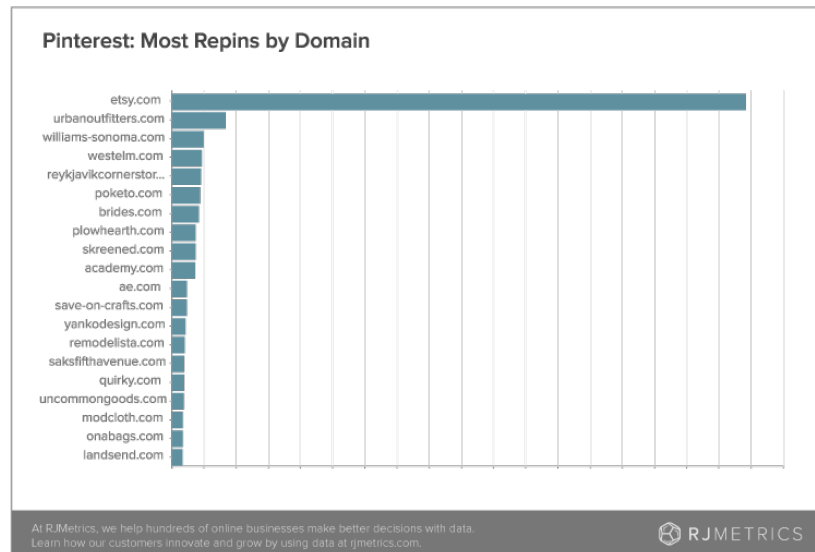 Pinterest: Most Repins by Domain
etsy.com
urbanoutfitters.com
williams-sonoma.com
westelm.com
reykjavikcornerstor...
poketo.com
brides.com
plowhearth.com
skreened.com
academy.com
ae.com
save-on-crafts.com
yankodesign.com
remodelista.com
saksfifthavenue.com
quirky.com
uncommongoods.com
modcloth.com
onabags.com
landsend.com
At RJMetrics, we help hundreds of online businesses make better decisions with data.
Learn how our customers innovate and grow by using data at rjmetrics.com.
RJMETRICS